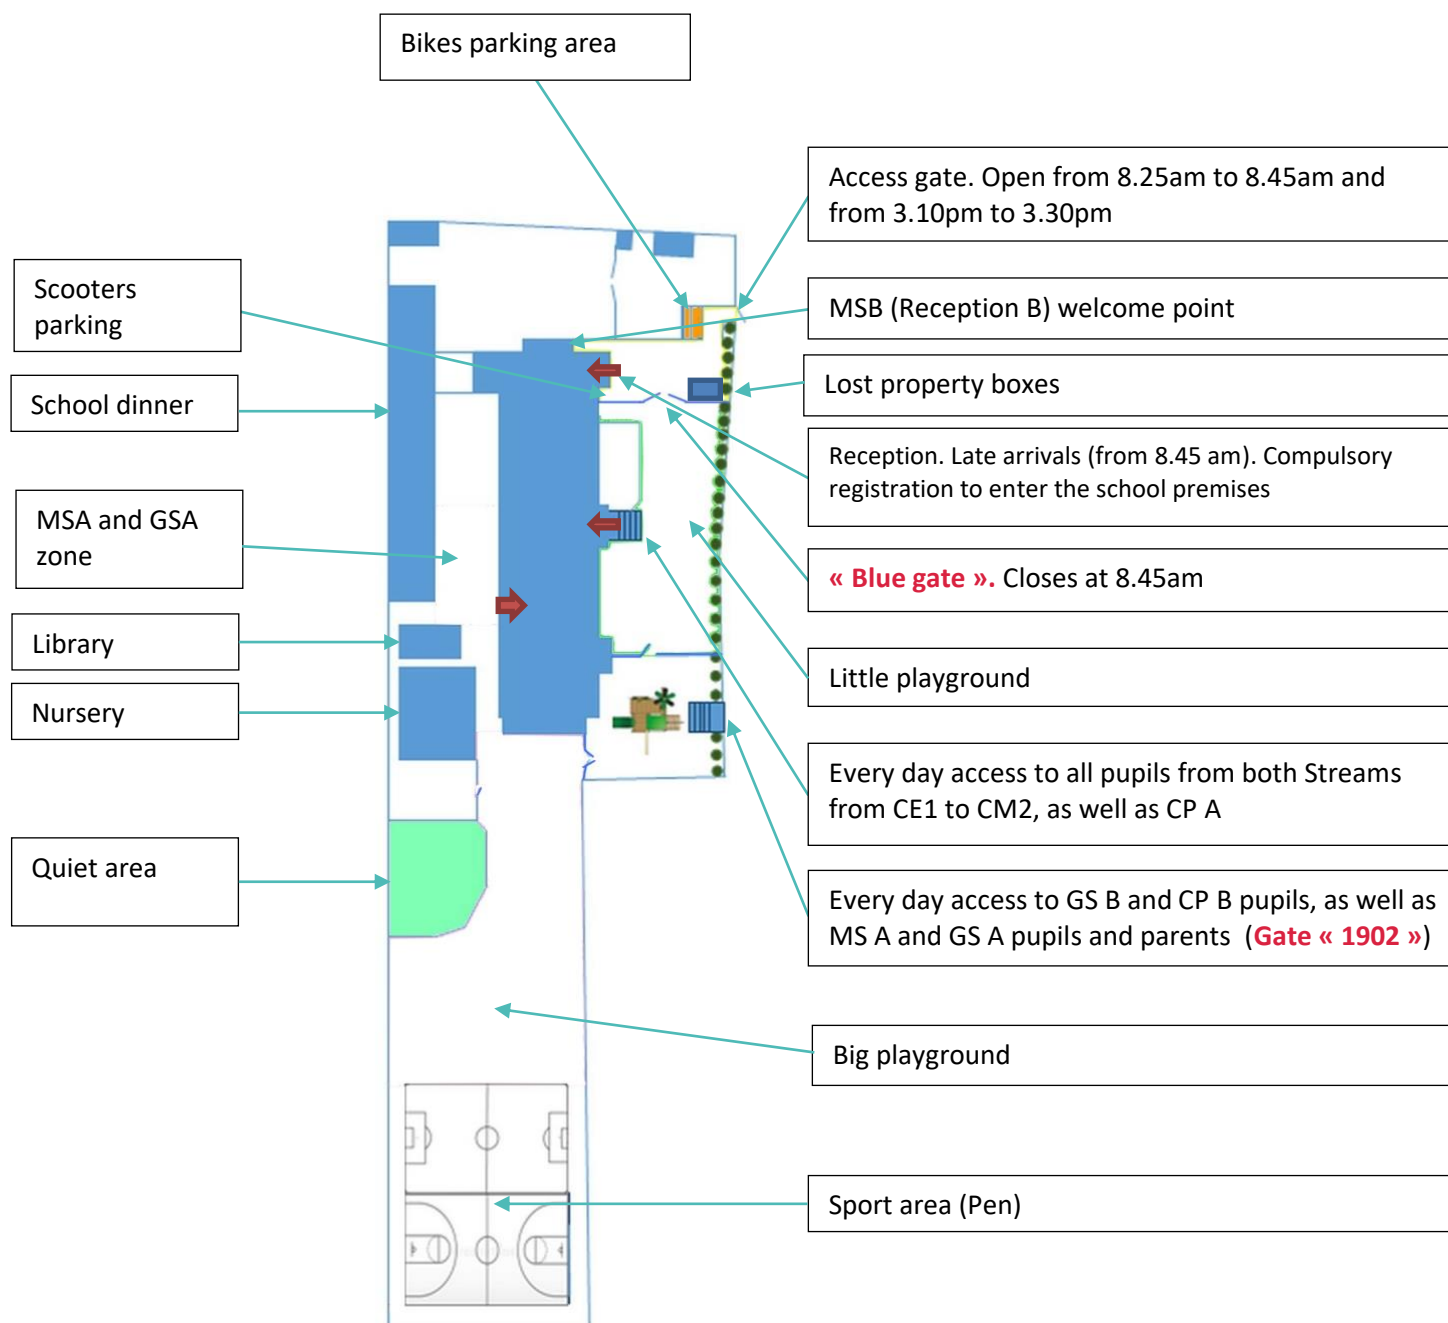 Bikes parking area
Access gate. Open from 8.25am to 8.45am and
from 3.10pm to 3.30pm
Scooters
parking
MSB (Reception B) welcome point
School dinner
Lost property boxes
Reception. Late arrivals (from 8.45 am). Compulsory
registration to enter the school premises
MSA and GSA
zone
« Blue gate ». Closes at 8.45am
Library
Little playground
Nursery
Every day access to all pupils from both Streams
from CE1 to CM2, as well as CP A
Quiet area
Every day access to GS B and CP B pupils, as well as
MS A and GS A pupils and parents (Gate « 1902 »)
Big playground
Sport area (Pen)